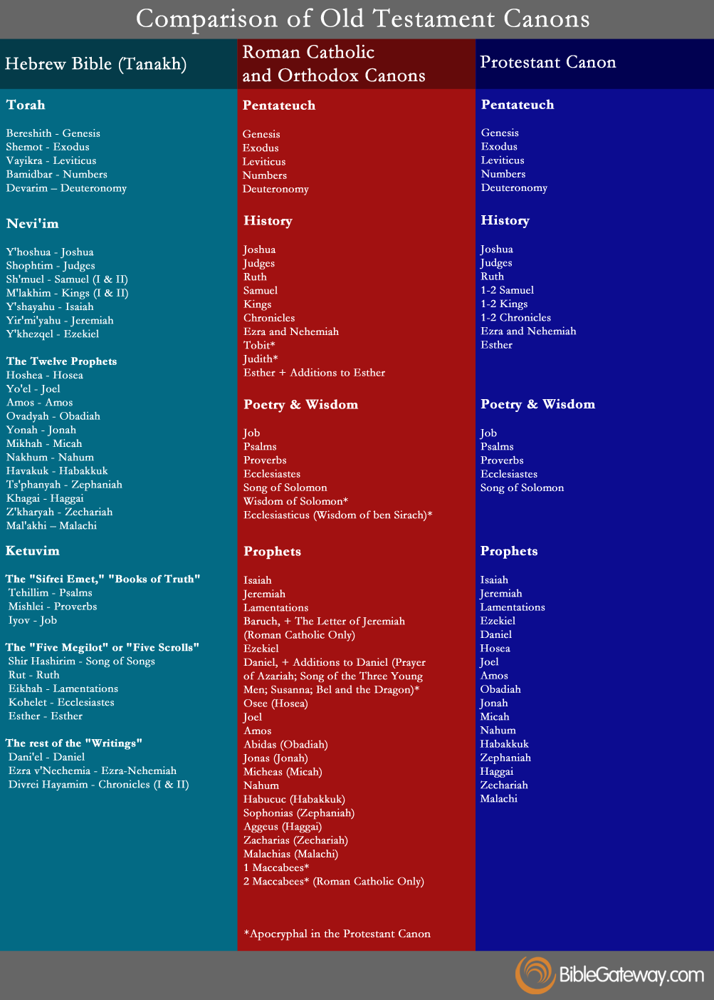 Comparison of Old Testament Canons
Hebrew Bible (Tanakh)
Torah
Bereshith - Genesis
Shemot - Exodus
Vayikra - Leviticus
Bamidbar - Numbers
Devarim – Deuteronomy
Nevi'im
Y'hoshua - Joshua
Shophtim - Judges
Sh'muel - Samuel (I & II)
M'lakhim - Kings (I & II)
Y'shayahu - Isaiah
Yir'mi'yahu - Jeremiah
Y'khezqel - Ezekiel
The Twelve Prophets
Hoshea - Hosea
Yo'el - Joel
Amos - Amos
Ovadyah - Obadiah
Yonah - Jonah
Mikhah - Micah
Nakhum - Nahum
Havakuk - Habakkuk
Ts'phanyah - Zephaniah
Khagai - Haggai
Z'kharyah - Zechariah
Mal'akhi – Malachi
Ketuvim
The "Sifrei Emet," "Books of Truth"
Tehillim - Psalms
Mishlei - Proverbs
Iyov - Job
The "Five Megilot" or "Five Scrolls"
Shir Hashirim - Song of Songs
Rut - Ruth
Eikhah - Lamentations
Kohelet - Ecclesiastes
Esther - Esther
The rest of the "Writings"
Dani'el - Daniel
Ezra v'Nechemia - Ezra-Nehemiah
Divrei Hayamim - Chronicles (I & II)
Roman Catholic
and Orthodox Canons
Pentateuch
Genesis
Exodus
Leviticus
Numbers
Deuteronomy
History
Joshua
Judges
Ruth
Samuel
Kings
Chronicles
Ezra and Nehemiah
Tobit*
Judith*
Esther + Additions to Esther
Poetry & Wisdom
Job
Psalms
Proverbs
Ecclesiastes
Song of Solomon
Wisdom of Solomon*
Ecclesiasticus (Wisdom of ben Sirach)*
Prophets
Isaiah
Jeremiah
Lamentations
Baruch, + The Letter of Jeremiah
(Roman Catholic Only)
Ezekiel
Daniel, + Additions to Daniel (Prayer
of Azariah; Song of the Three Young
Men; Susanna; Bel and the Dragon)*
Osee (Hosea)
Joel
Amos
Abidas (Obadiah)
Jonas (Jonah)
Micheas (Micah)
Nahum
Habucuc (Habakkuk)
Sophonias (Zephaniah)
Aggeus (Haggai)
Zacharias (Zechariah)
Malachias (Malachi)
1 Maccabees*
2 Maccabees* (Roman Catholic Only)
*Apocryphal in the Protestant Canon
Protestant Canon
Pentateuch
Genesis
Exodus
Leviticus
Numbers
Deuteronomy
History
Joshua
Judges
Ruth
1-2 Samuel
1-2 Kings
1-2 Chronicles
Ezra and Nehemiah
Esther
Poetry & Wisdom
Job
Psalms
Proverbs
Ecclesiastes
Song of Solomon
Prophets
Isaiah
Jeremiah
Lamentations
Ezekiel
Daniel
Hosea
Joel
Amos
Obadiah
Jonah
Micah
Nahum
Habakkuk
Zephaniah
Haggai
Zechariah
Malachi
BibleGateway.com